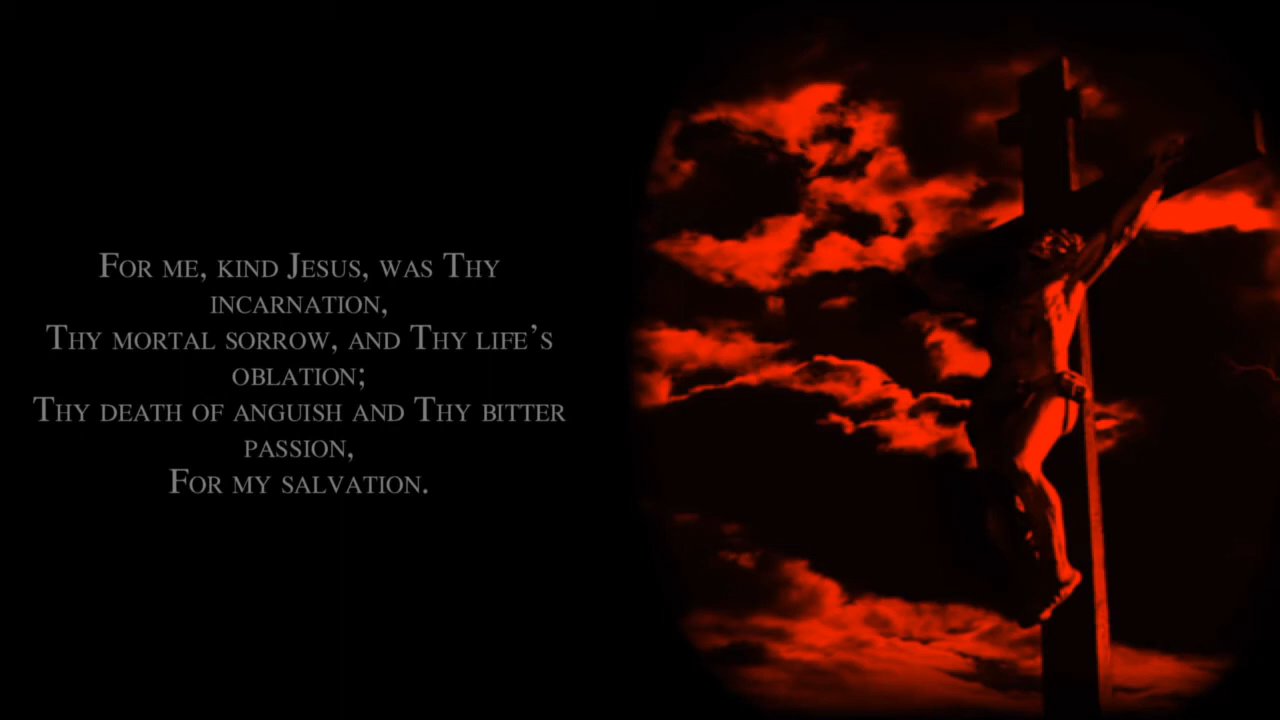 For me, kind Jesus, was Thy
incarnation,
Thy mortal sorrow, and Thy life’s
oblation;
Thy death of anguish and Thy bitter
passion,
For my salvation.